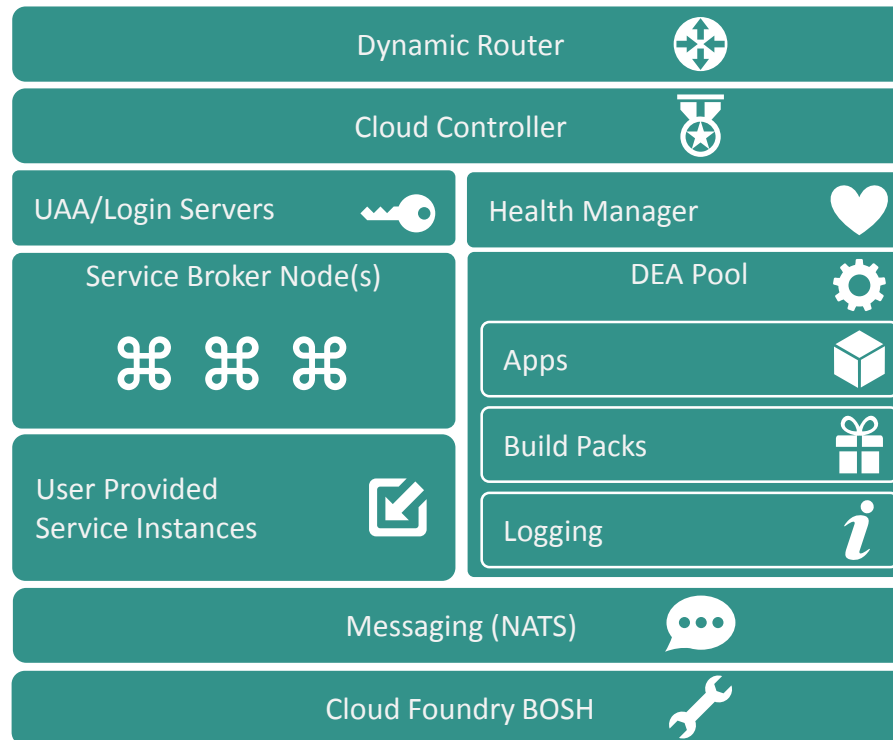 Dynamic Router
Cloud Controller
UAA/Login Servers
Health Manager
Service Broker Node(s)
DEA Pool
Apps
Build Packs
User Provided
Service Instances
Logging
Messaging (NATS)
Cloud Foundry BOSH